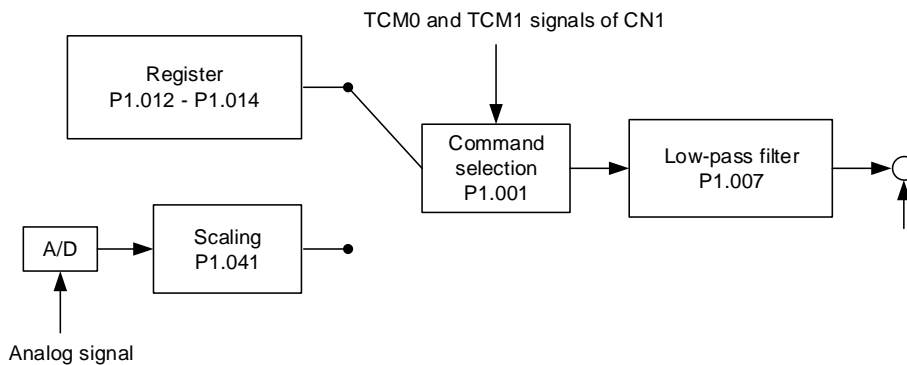 TCM0 and TCM1 signals of CN1
Register
P1.012 - P1.014
Command
selection
P1.001
Low-pass filter
P1.007
Scaling
P1.041
A/D
Analog signal